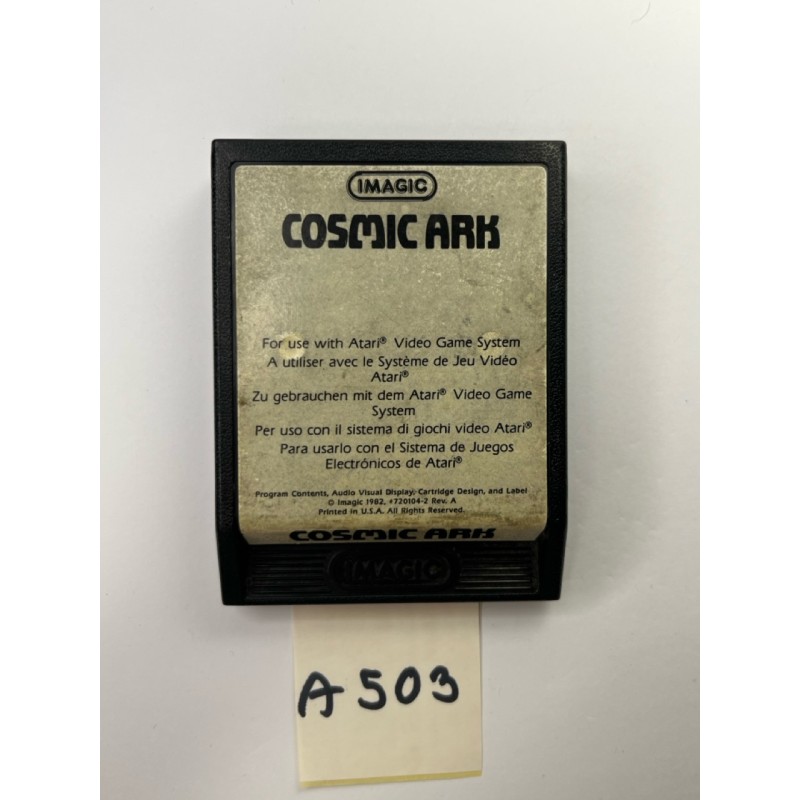 IMAGIC
COSMIC ARK
For use with Atari® Video Game System
A utiliser avec le Système de Jeu Vidéo
Atari®
Zu gebrauchen mit dem Atari® Video Game
System
Per uso con il sistema di giochi video Atari®
Para usarlo con el Sistema de Juegos
Electrónicos de Atari®
Program Contents, Audio Visual Display, Cartridge Design, and Label
© Imagic 1982, #720104-2 Rev. A
Printed in U.S.A. All Rights Reserved.
COSMIC ARK
IMAGIC
A503